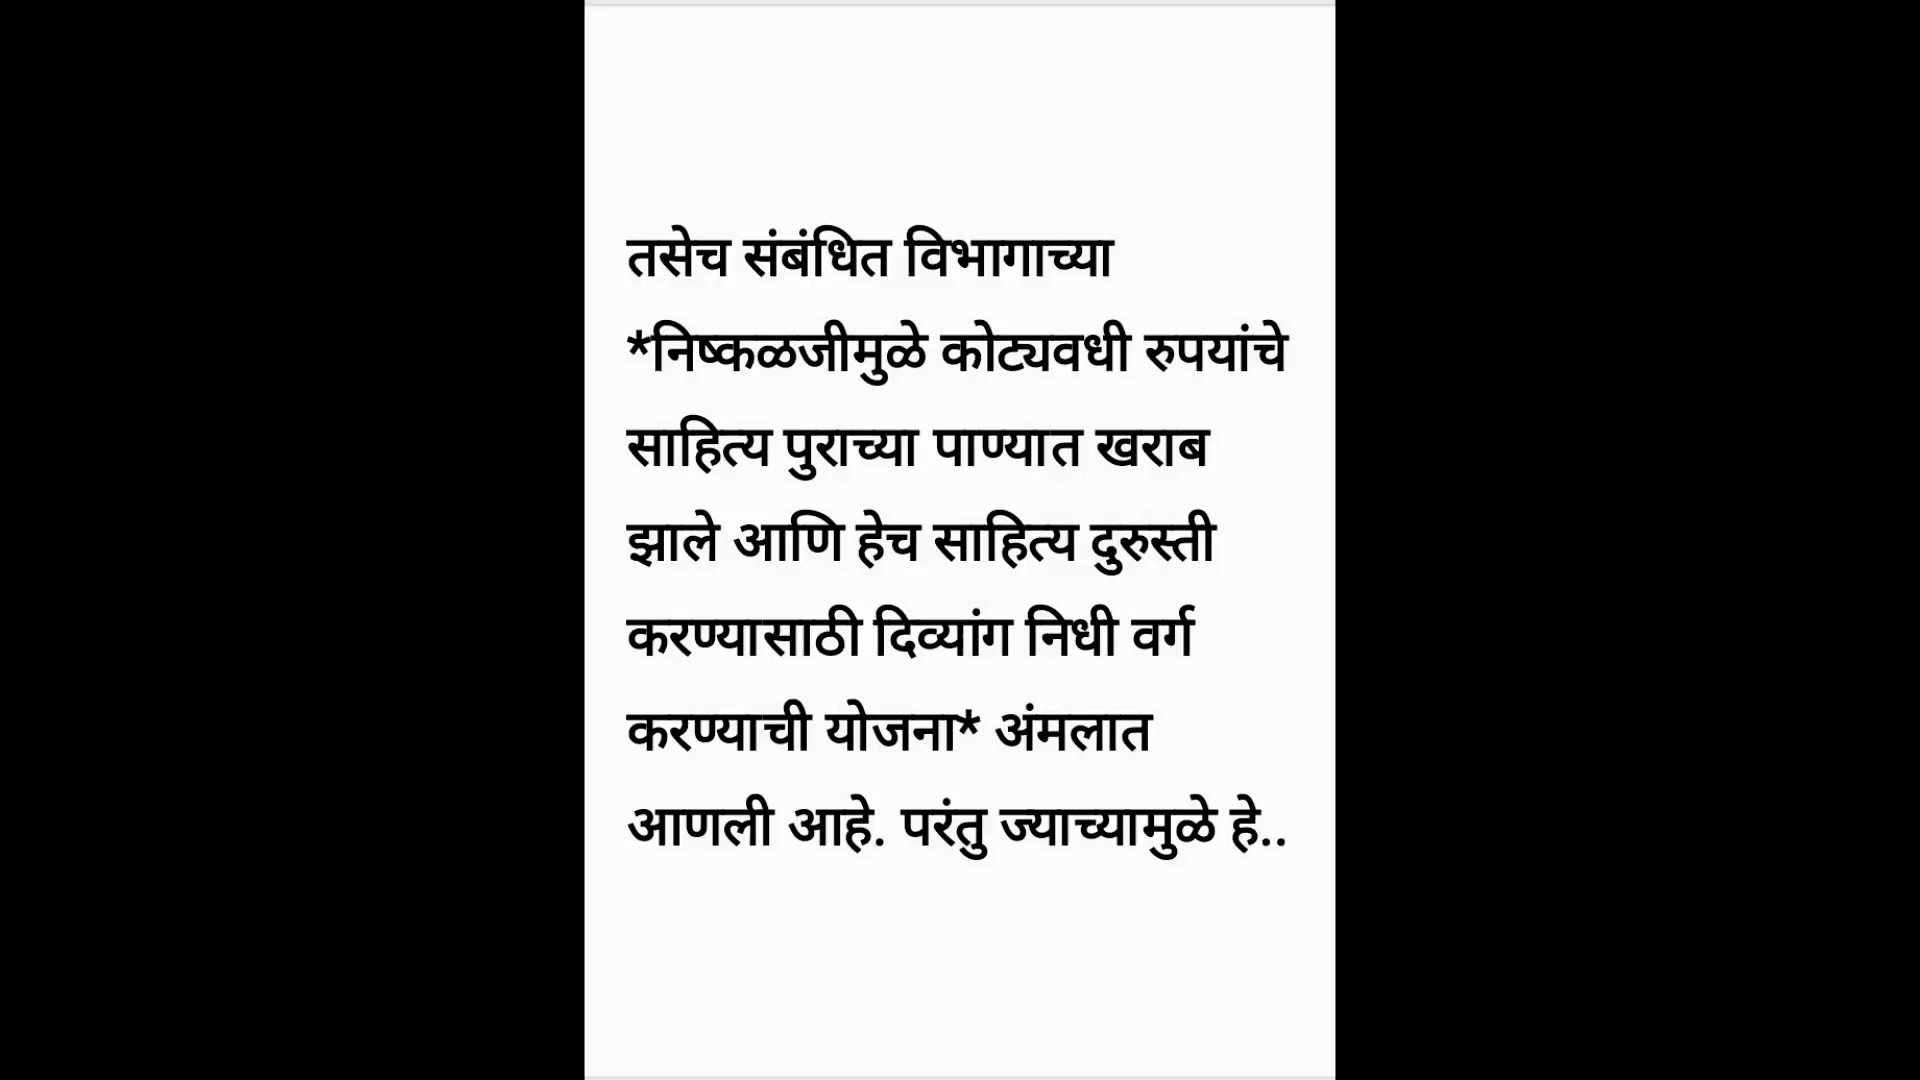 तसेच संबंधित विभागाच्या
*निष्कळजीमुळे कोट्यवधी रुपयांचे
साहित्य पुराच्या पाण्यात खराब
झाले आणि हेच साहित्य दुरुस्ती
करण्यासाठी दिव्यांग निधी वर्ग
करण्याची योजना* अंमलात
आणली आहे. परंतु ज्याच्यामुळे हे..